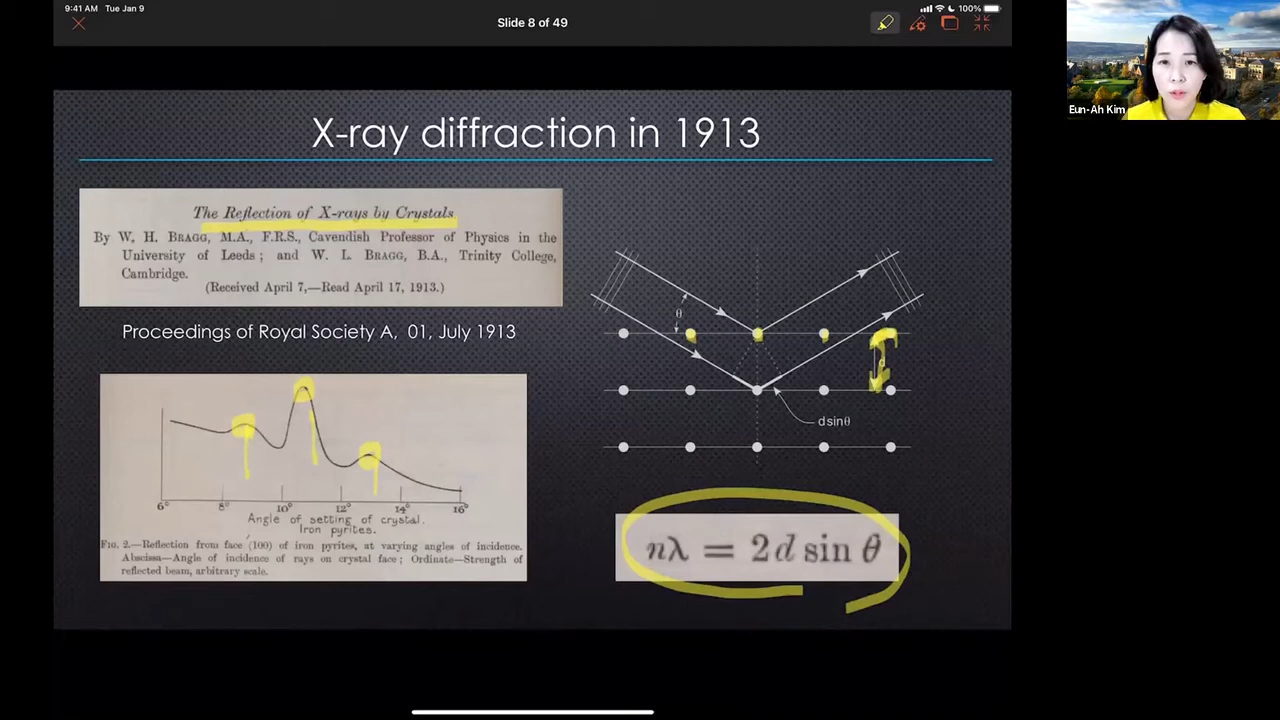 9:41 AM Tue Jan 9
100%
Slide 8 of 49
Eun-Ah Kim
X-ray diffraction in 1913
The Reflection of X-rays by Crystals
By W. H. BRAGG, M.A., F.R.S., Cavendish Professor of Physics in the
University of Leeds; and W. L. BRAGG, B.A., Trinity College,
Cambridge.
(Received April 7,—Read April 17, 1913.)
Proceedings of Royal Society A, 01, July 1913
θ
dsinθ
6° 8° 10° 12° 14° 16°
Angle of setting of crystal.
Iron pyrites.
FIG. 2.—Reflection from face (100) of iron pyrites, at varying angles of incidence.
Abscissa—Angle of incidence of rays on crystal face; Ordinate—Strength of
reflected beam, arbitrary scale.
nλ = 2d sin θ